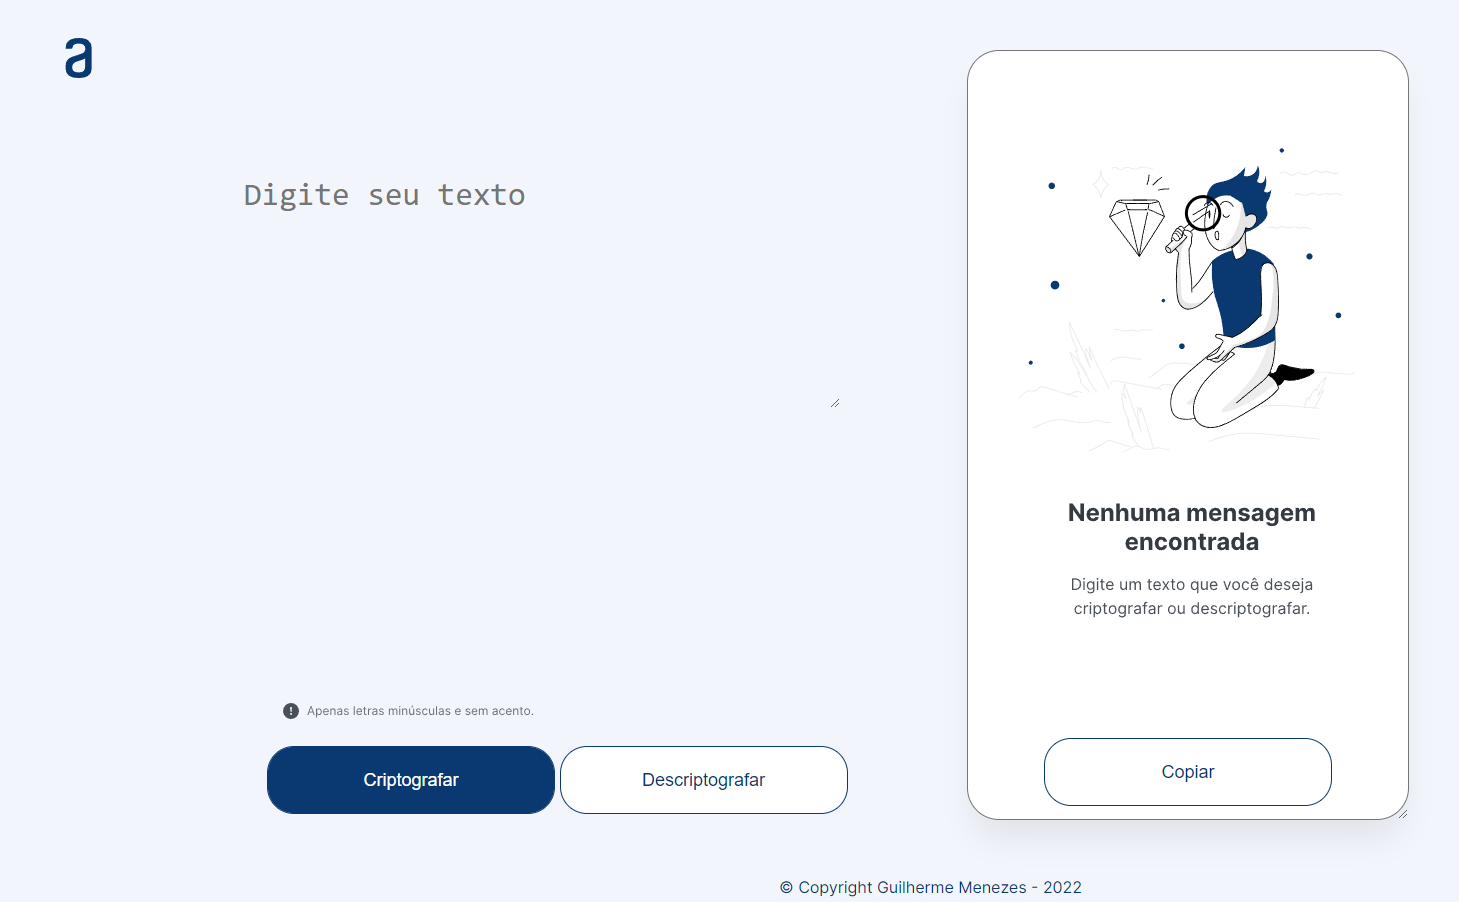 a
Digite seu texto
Apenas letras minúsculas e sem acento.
Criptografar
Descriptografar
Nenhuma mensagem
encontrada
Digite um texto que você deseja
criptografar ou descriptografar.
Copiar
© Copyright Guilherme Menezes - 2022